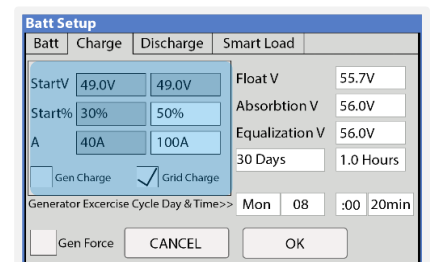 Batt Setup
Batt Charge Discharge Smart Load
StartV 49.0V 49.0V Float V 55.7V
Start% 30% 50% Absorbtion V 56.0V
A 40A 100A Equalization V 56.0V
30 Days 1.0 Hours
Gen Charge Grid Charge
Generator Excercise Cycle Day & Time>> Mon 08 :00 20min
Gen Force CANCEL OK